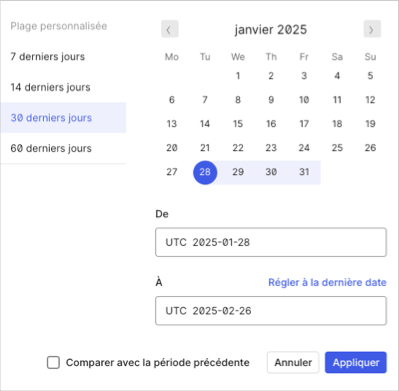 Plage personnalisée
7 derniers jours
14 derniers jours
30 derniers jours
60 derniers jours
janvier 2025
Mo Tu We Th Fr Sa Su
1 2 3 4 5
6 7 8 9 10 11 12
13 14 15 16 17 18 19
20 21 22 23 24 25 26
27 28 29 30 31
De
UTC 2025-01-28
À Régler à la dernière date
UTC 2025-02-26
Comparer avec la période précédente Annuler Appliquer